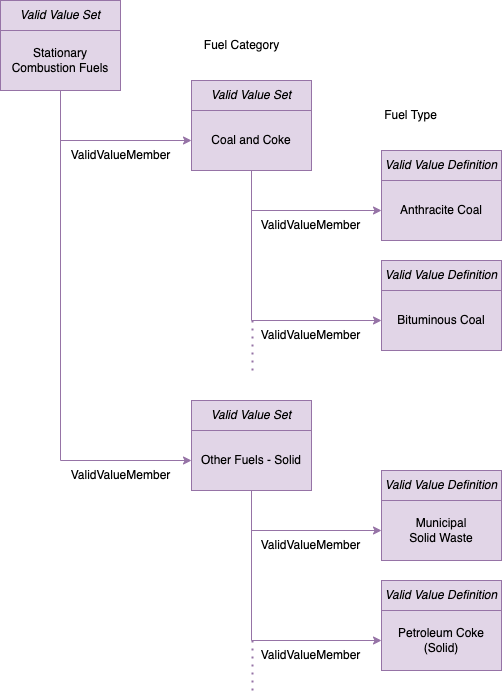 Valid Value Set
Stationary
Combustion Fuels
Fuel Category
Valid Value Set
Coal and Coke
ValidValueMember
Fuel Type
Valid Value Definition
Anthracite Coal
ValidValueMember
Valid Value Definition
Bituminous Coal
ValidValueMember
Valid Value Set
Other Fuels - Solid
ValidValueMember
Valid Value Definition
Municipal
Solid Waste
ValidValueMember
Valid Value Definition
Petroleum Coke
(Solid)
ValidValueMember